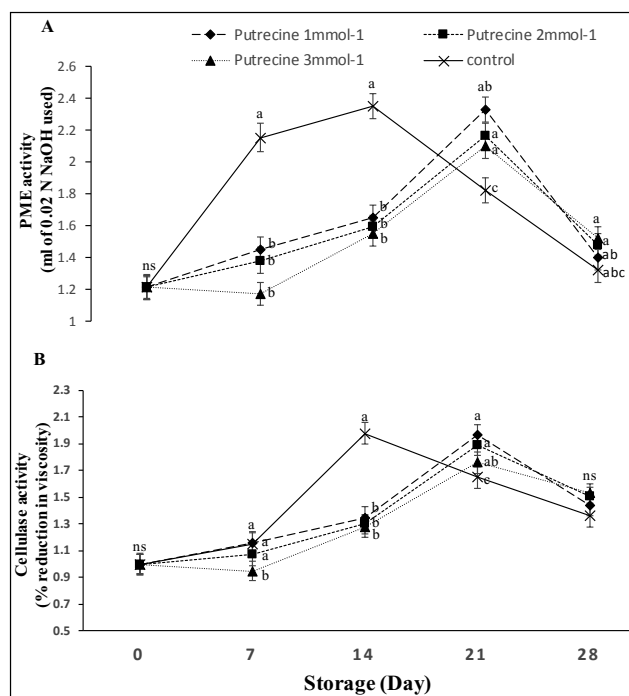 A
Putrecine 1mmol-1
Putrecine 2mmol-1
Putrecine 3mmol-1
control
PME activity
(ml of 0.02 N NaOH used)
2.6
2.4
2.2
2
1.8
1.6
1.4
1.2
1
ns
a
b
b
b
a
b
b
b
ab
a
a
c
a
a
ab
abc
B
Cellulase activity
(% reduction in viscosity)
2.3
2.1
1.9
1.7
1.5
1.3
1.1
0.9
0.7
0.5
ns
a
a
a
b
a
b
b
b
a
a
ab
c
ns
0 7 14 21 28
Storage (Day)